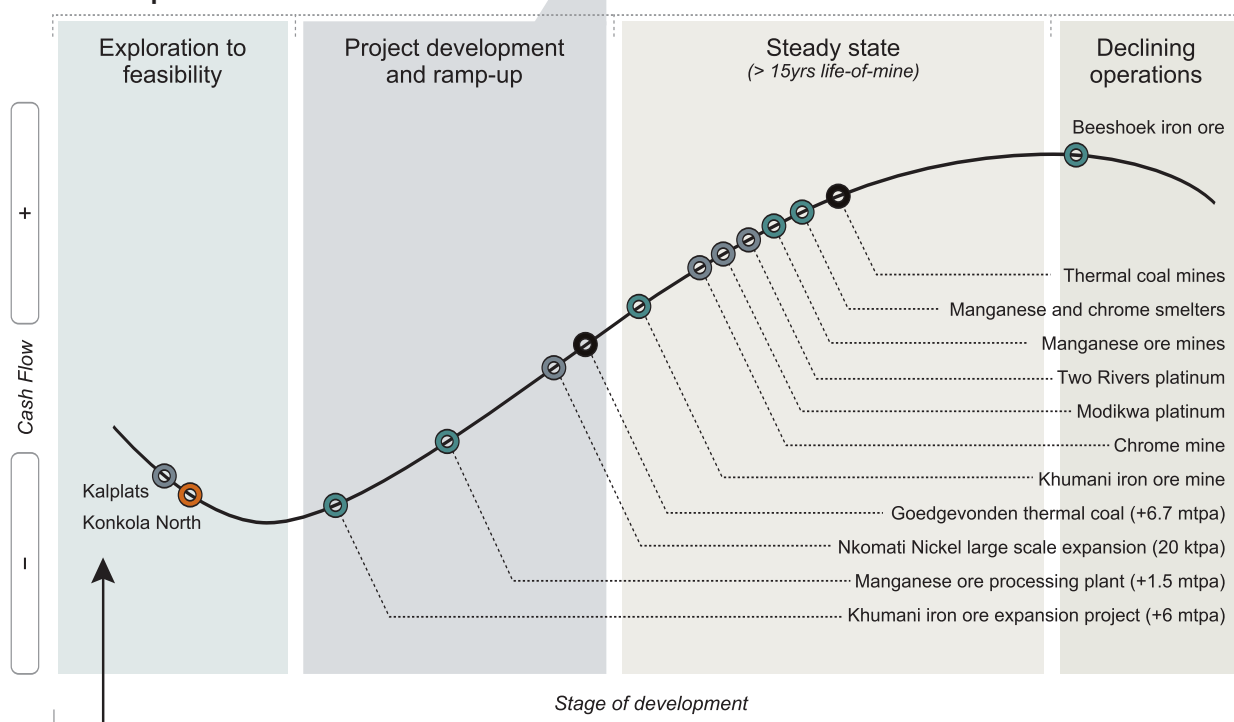 Exploration to
feasibility
Project development
and ramp-up
Steady state
(> 15yrs life-of-mine)
Declining
operations
Beeshoek iron ore
+
Cash Flow
–
Thermal coal mines
Manganese and chrome smelters
Manganese ore mines
Two Rivers platinum
Modikwa platinum
Chrome mine
Khumani iron ore mine
Goedgevonden thermal coal (+6.7 mtpa)
Nkomati Nickel large scale expansion (20 ktpa)
Manganese ore processing plant (+1.5 mtpa)
Khumani iron ore expansion project (+6 mtpa)
Kalplats
Konkola North
Stage of development